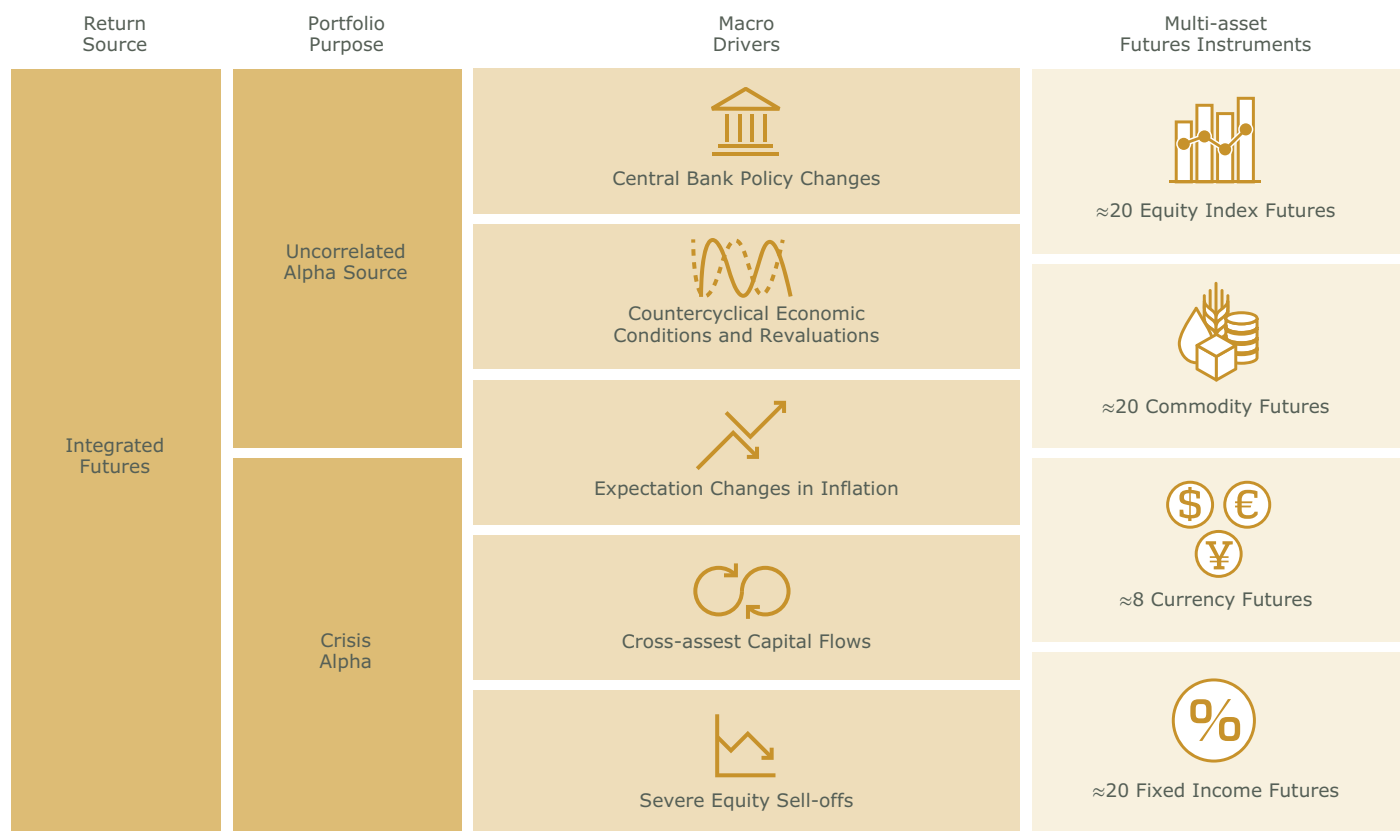 Return
Source
Portfolio
Purpose
Macro
Drivers
Multi-asset
Futures Instruments
Integrated
Futures
Uncorrelated
Alpha Source
Crisis
Alpha
Central Bank Policy Changes
Countercyclical Economic
Conditions and Revaluations
Expectation Changes in Inflation
Cross-assest Capital Flows
Severe Equity Sell-offs
≈20 Equity Index Futures
≈20 Commodity Futures
$ €
¥
≈8 Currency Futures
%
≈20 Fixed Income Futures